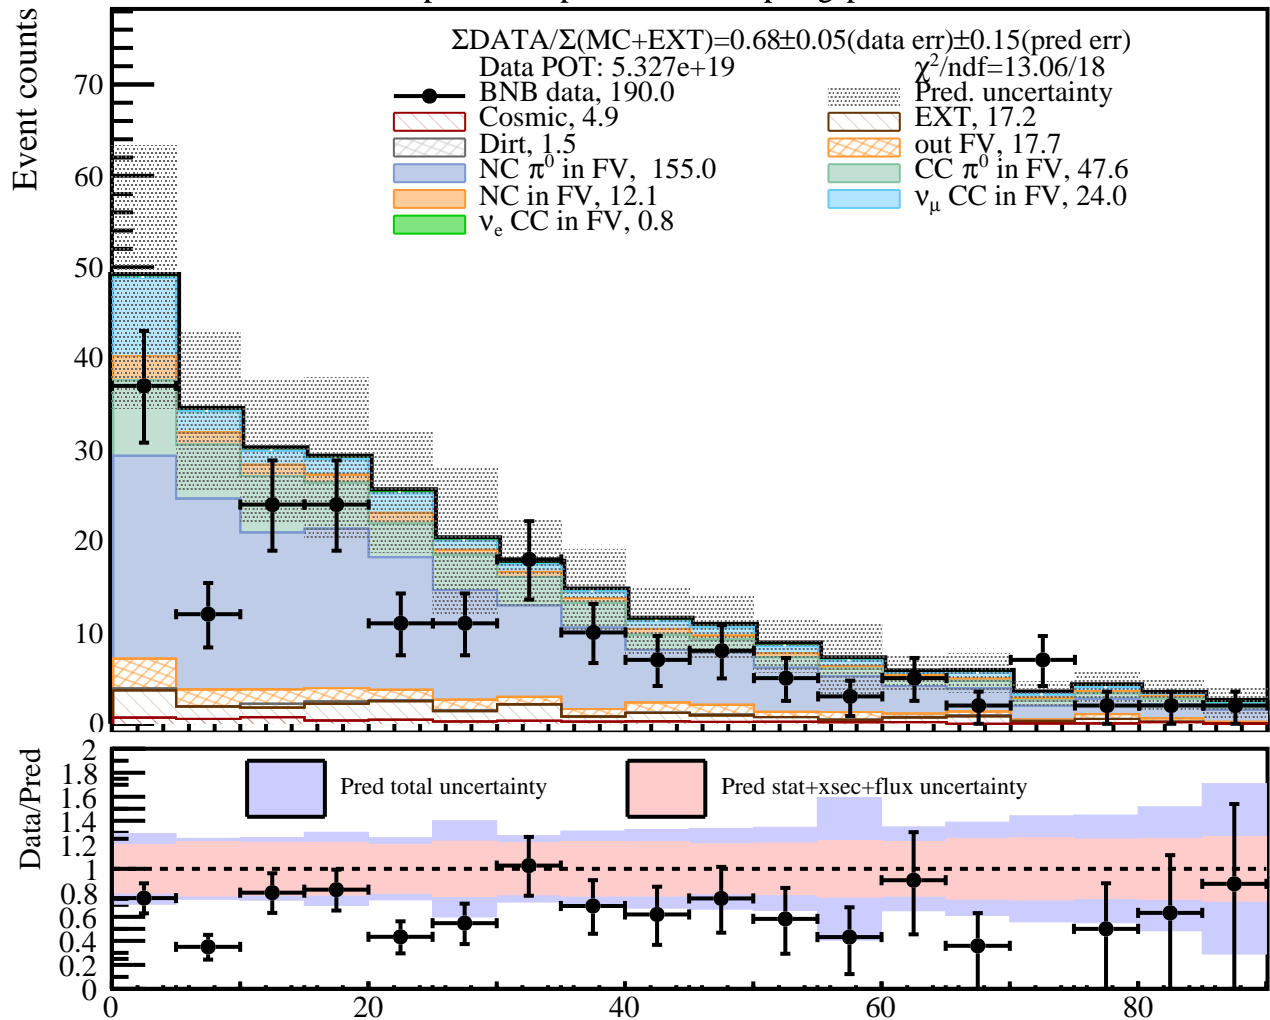 ΣDATA/Σ(MC+EXT)=0.68±0.05(data err)±0.15(pred err)
Data POT: 5.327e+19
χ²/ndf=13.06/18
BNB data, 190.0
Pred. uncertainty
Cosmic, 4.9
EXT, 17.2
Dirt, 1.5
out FV, 17.7
NC π⁰ in FV, 155.0
CC π⁰ in FV, 47.6
NC in FV, 12.1
νμ CC in FV, 24.0
νe CC in FV, 0.8
Event counts
70
60
50
40
30
20
10
0
Data/Pred
2
1.8
1.6
1.4
1.2
1
0.8
0.6
0.4
0.2
0
Pred total uncertainty
Pred stat+xsec+flux uncertainty
0
20
40
60
80